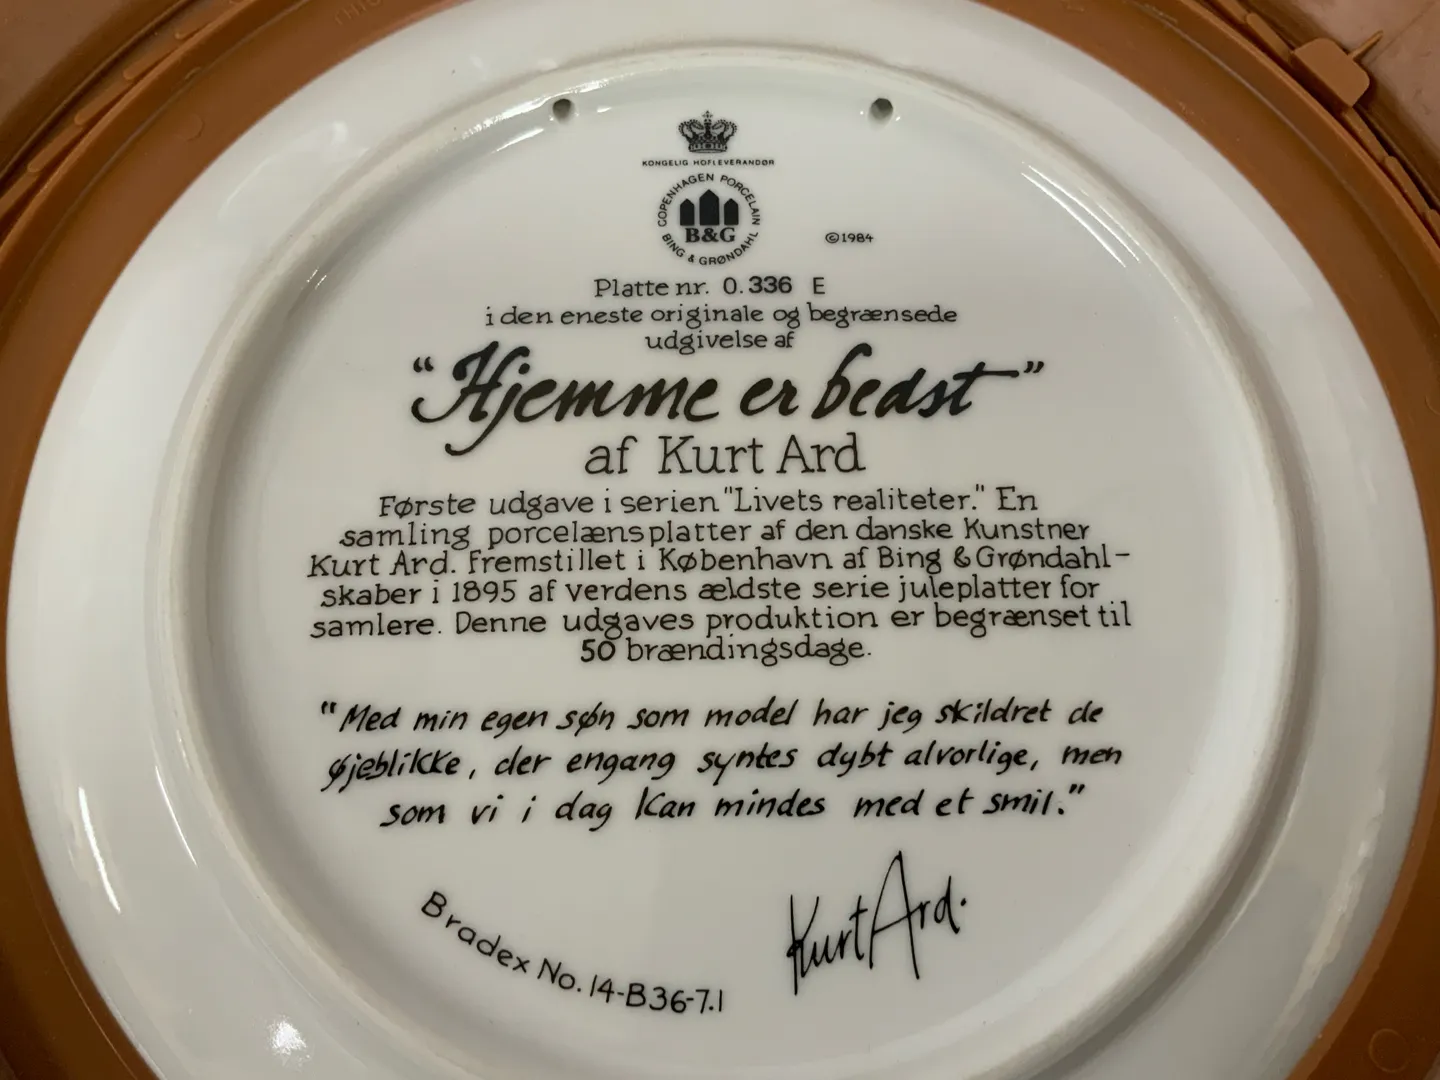 KONGELIG HOFLEVERANDØR
COPENHAGEN PORCELAIN
B&G
BING & GRØNDAHL
©1984
Platte nr. 0.336 E
i den eneste originale og begrænsede
udgivelse af
"Hjemme er bedst"
af Kurt Ard
Første udgave i serien "Livets realiteter." En
samling porcelænsplatter af den danske Kunstner
Kurt Ard. Fremstillet i København af Bing & Grøndahl-
skaber i 1895 af verdens ældste serie juleplatter for
samlere. Denne udgaves produktion er begrænset til
50 brændingsdage.
"Med min egen søn som model har jeg skildret de
øjeblikke, der engang syntes dybt alvorlige, men
som vi i dag kan mindes med et smil."
Kurt Ard.
Bradex No. 14-B36-7.1